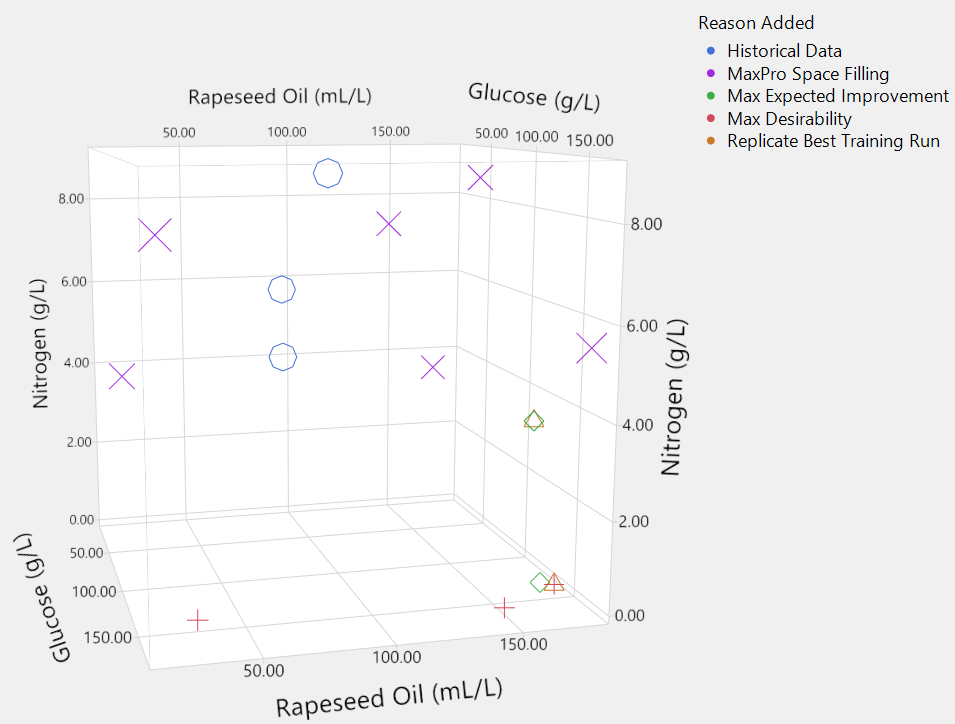 Reason Added
Historical Data
MaxPro Space Filling
Max Expected Improvement
Max Desirability
Replicate Best Training Run
Rapeseed Oil (mL/L)
Glucose (g/L)
50.00 100.00 150.00
50.00 100.00 150.00
8.00
6.00
4.00
2.00
0.00
Nitrogen (g/L)
8.00
6.00
4.00
2.00
0.00
Nitrogen (g/L)
50.00
100.00
150.00
Glucose (g/L)
50.00 100.00 150.00
Rapeseed Oil (mL/L)